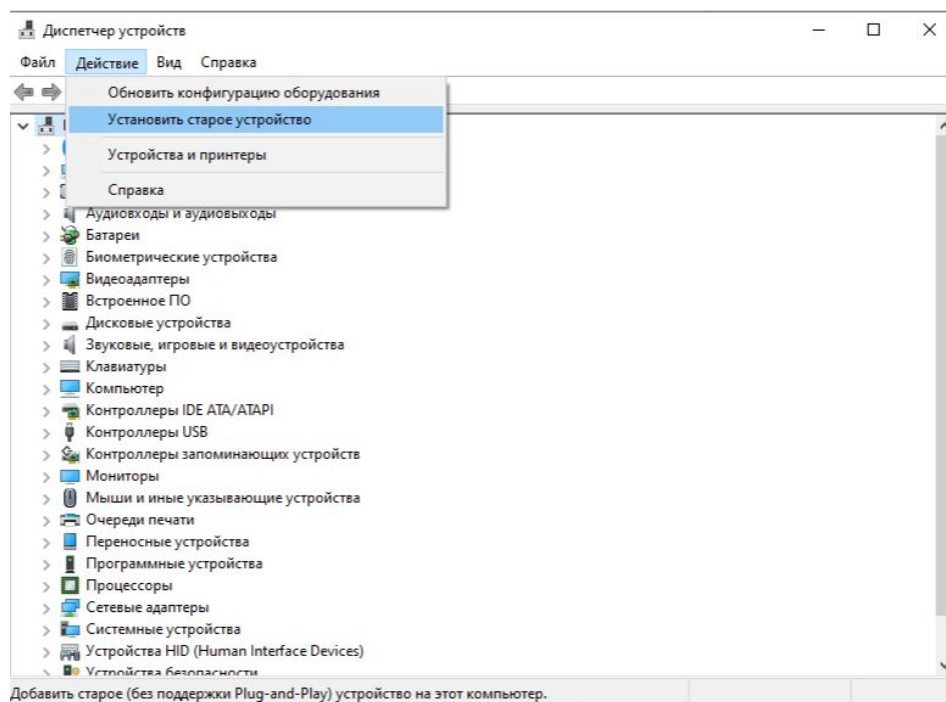 Диспетчер устройств
Файл Действие Вид Справка
Обновить конфигурацию оборудования
Установить старое устройство
Устройства и принтеры
Справка
Аудиовходы и аудиовыходы
Батареи
Биометрические устройства
Видеоадаптеры
Встроенное ПО
Дисковые устройства
Звуковые, игровые и видеоустройства
Клавиатуры
Компьютер
Контроллеры IDE ATA/ATAPI
Контроллеры USB
Контроллеры запоминающих устройств
Мониторы
Мыши и иные указывающие устройства
Очереди печати
Переносные устройства
Программные устройства
Процессоры
Сетевые адаптеры
Системные устройства
Устройства HID (Human Interface Devices)
Устройства безопасности
Добавить старое (без поддержки Plug-and-Play) устройство на этот компьютер.